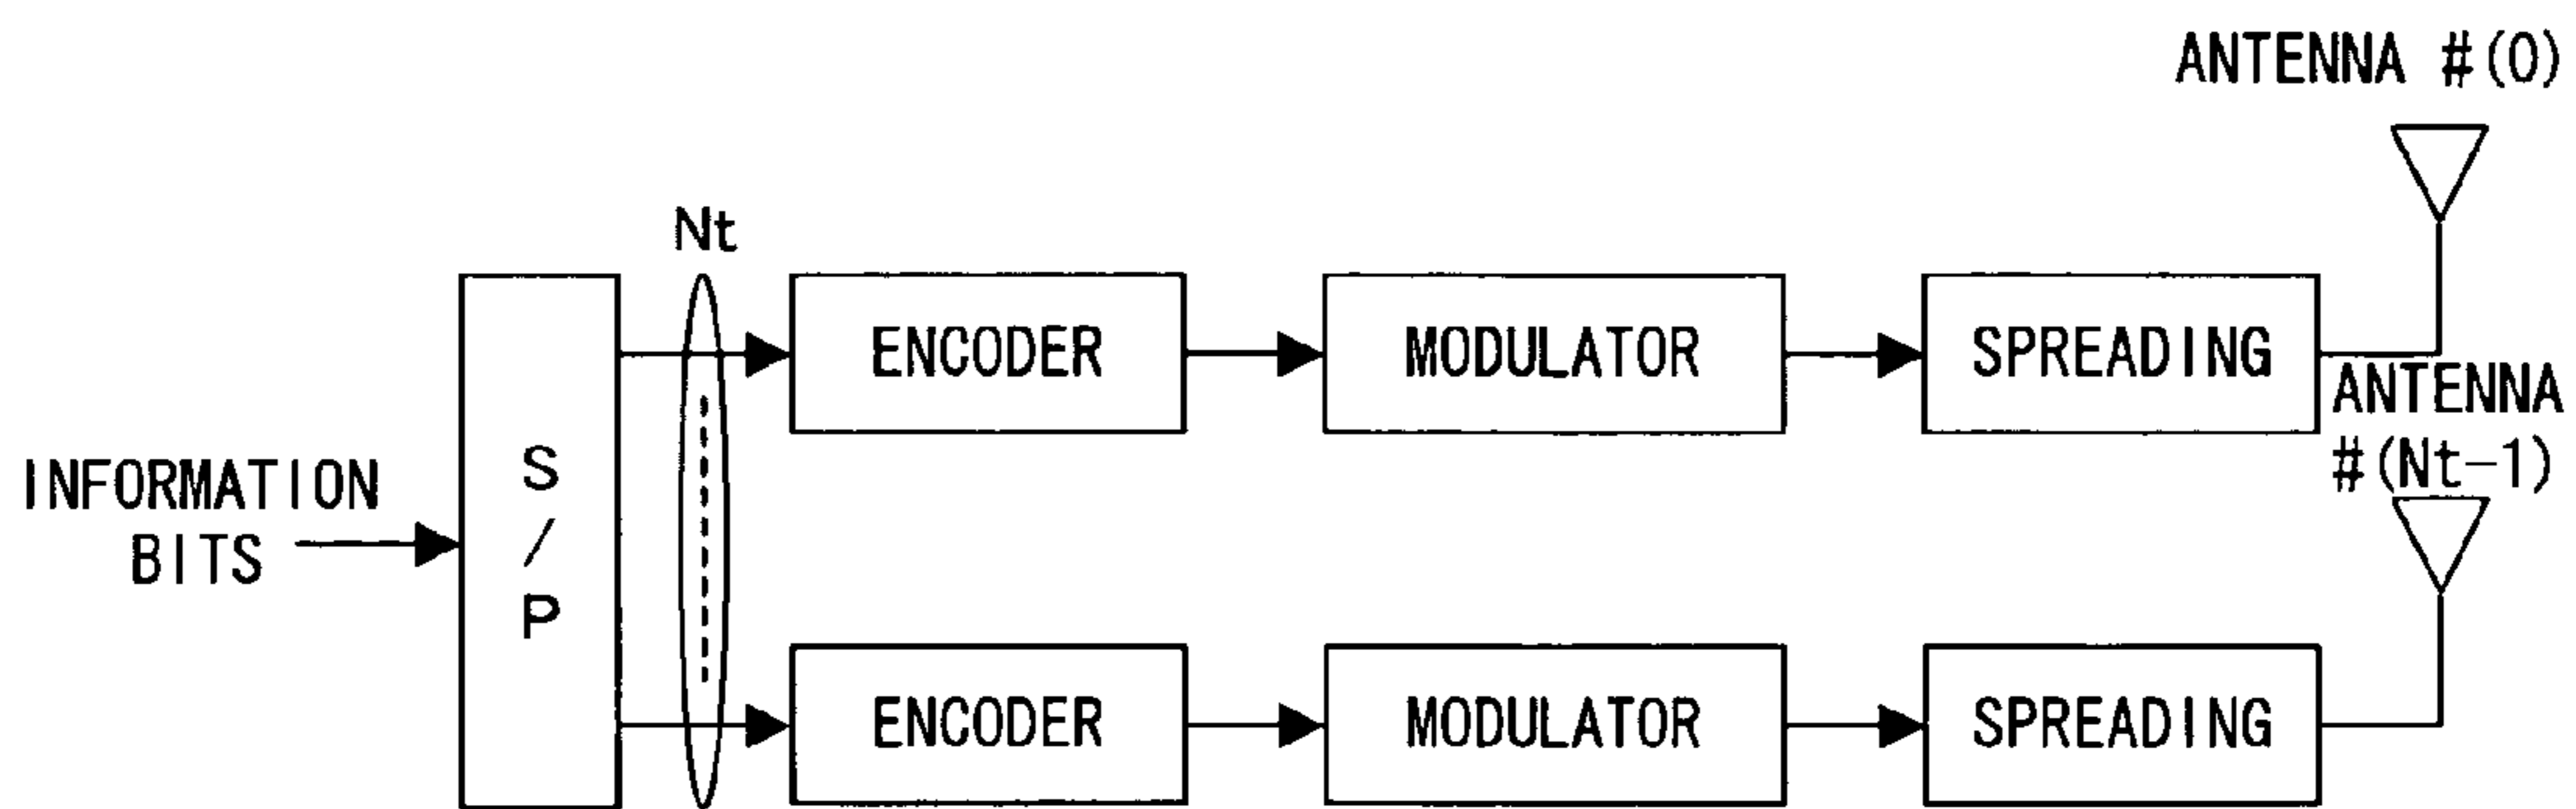 ANTENNA #(0)
Nt
ENCODER
MODULATOR
SPREADING
ANTENNA
#(Nt-1)
INFORMATION
BITS
S
/
P
ENCODER
MODULATOR
SPREADING